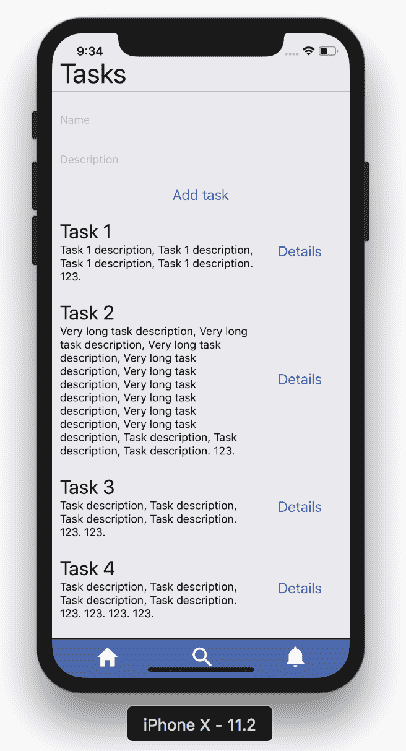 9:34
Tasks
Name
Description
Add task
Task 1
Task 1 description, Task 1 description,
Task 1 description, Task 1 description.
123.
Details
Task 2
Very long task description, Very long
task description, Very long task
description, Very long task
description, Very long task
description, Very long task
description, Very long task
description, Very long task
description, Task description, Task
description, Task description. 123.
Details
Task 3
Task description, Task description,
Task description, Task description.
123. 123.
Details
Task 4
Task description, Task description,
Task description, Task description.
123. 123. 123. 123.
Details
iPhone X - 11.2